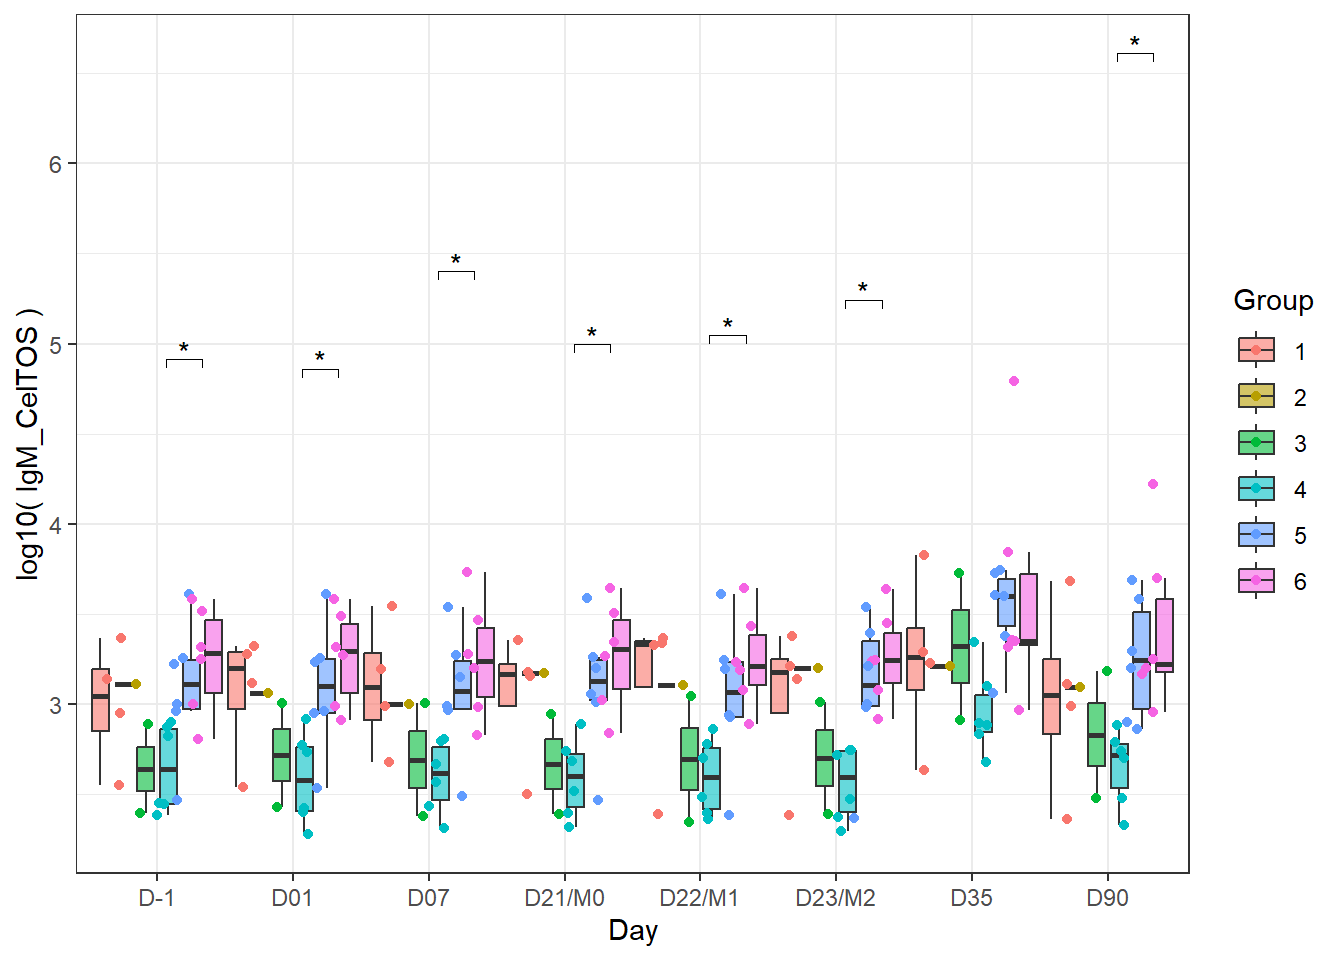 *
*
*
*
*
*
*
6
5
4
3
log10( IgM_CelTOS )
D-1
D01
D07
D21/M0
D22/M1
D23/M2
D35
D90
Day
Group
1
2
3
4
5
6